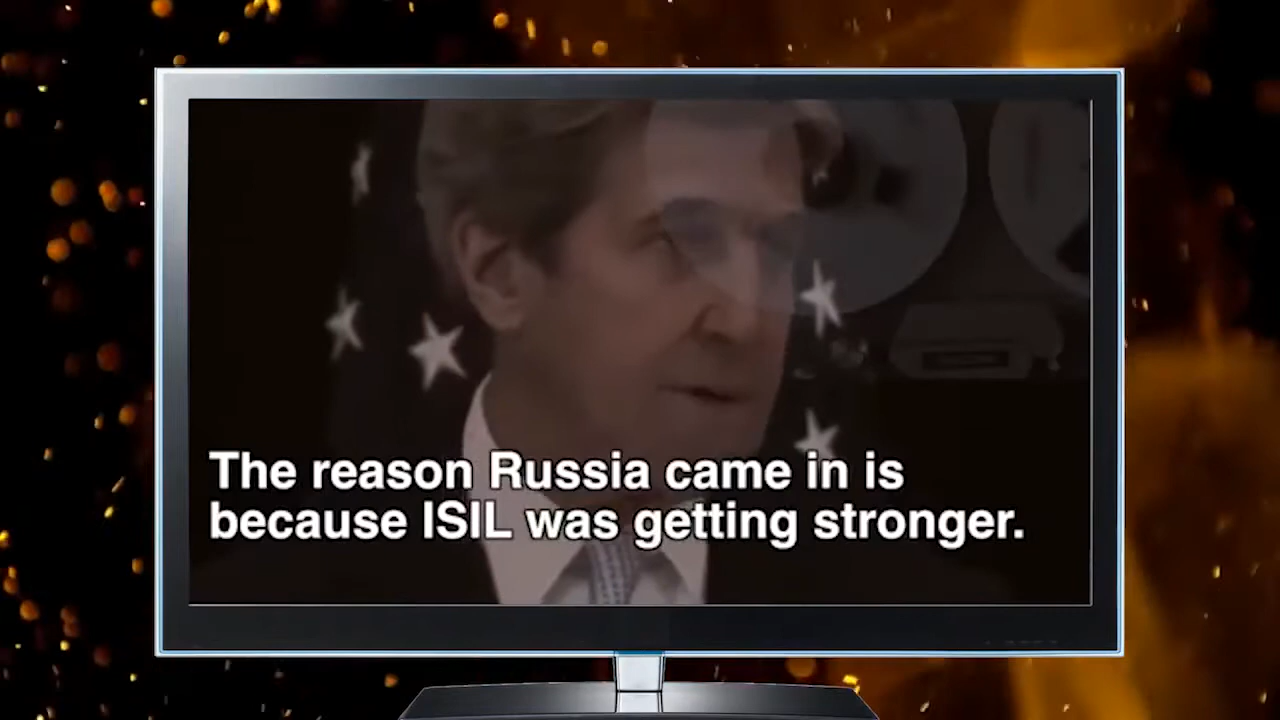 The reason Russia came in is
because ISIL was getting stronger.